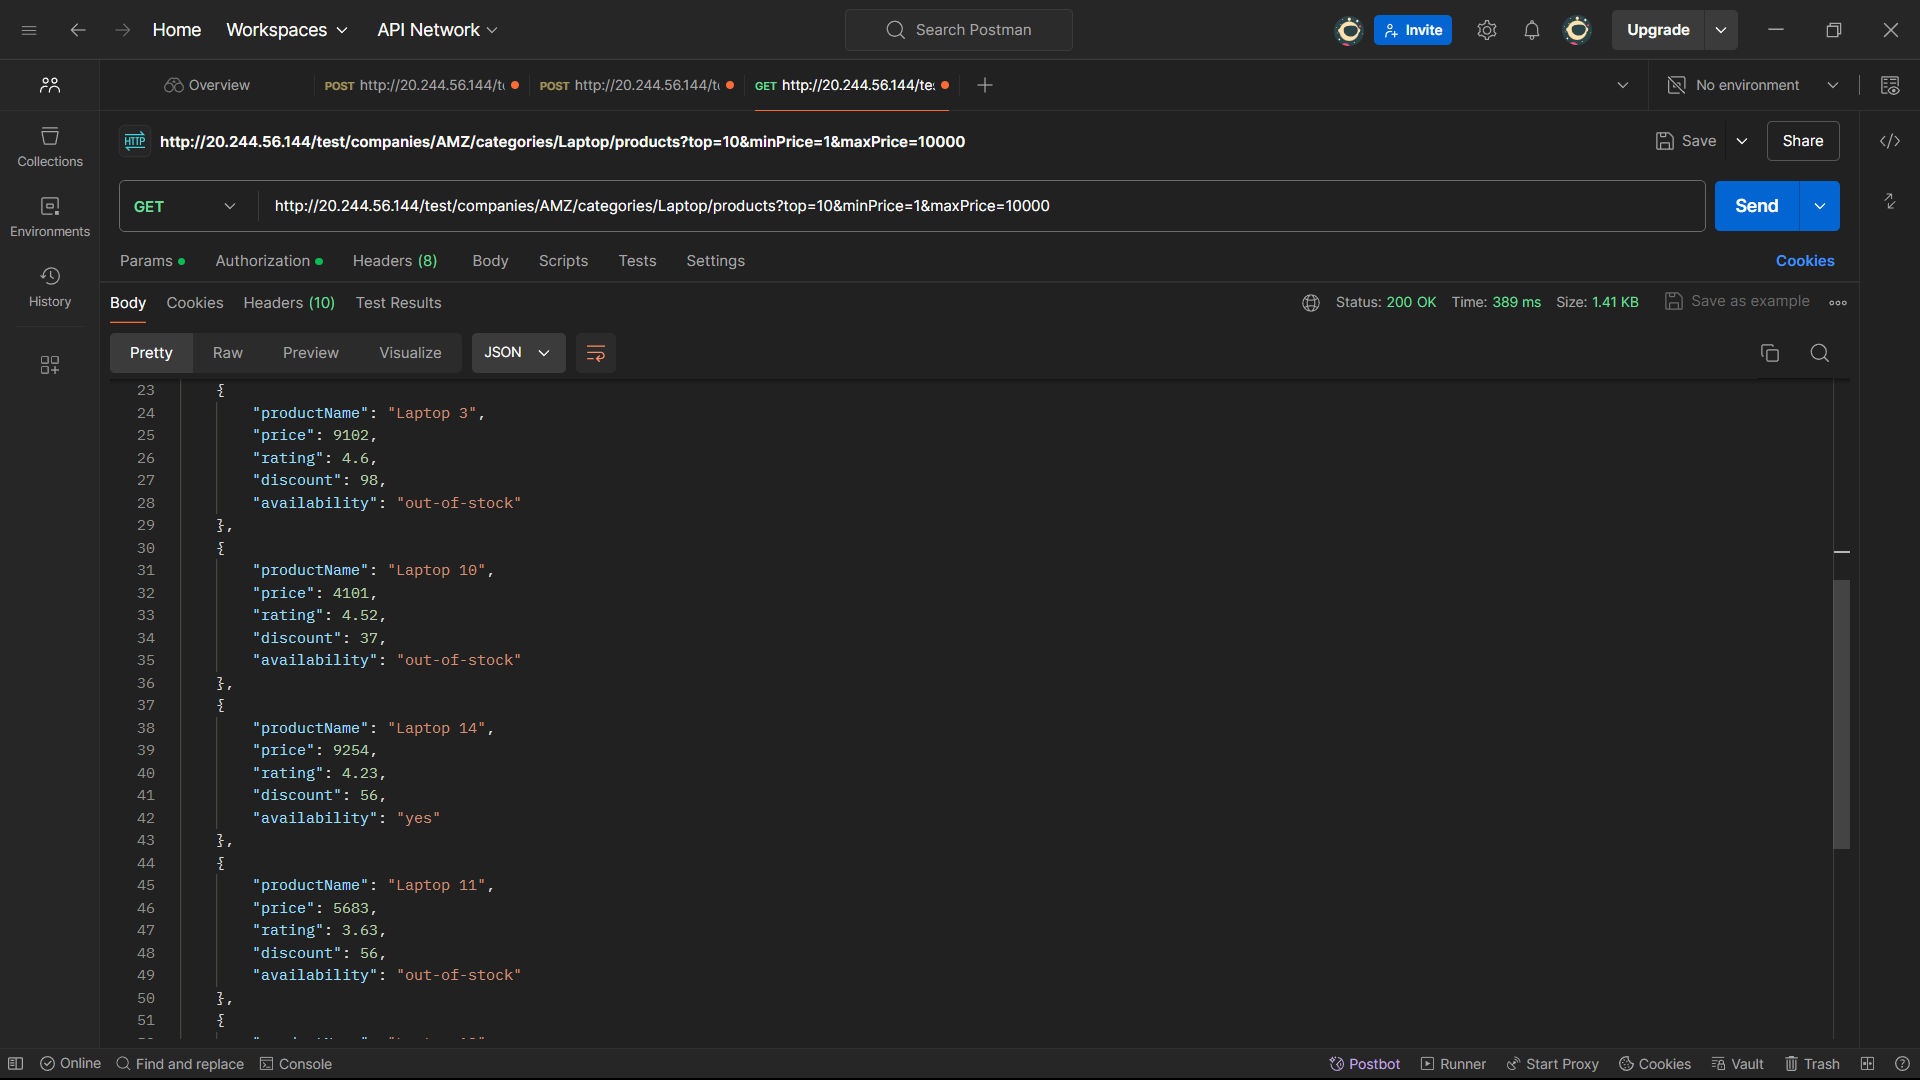 Home Workspaces API Network Search Postman Invite Upgrade
Overview POST http://20.244.56.144/t POST http://20.244.56.144/t GET http://20.244.56.144/te No environment
HTTP http://20.244.56.144/test/companies/AMZ/categories/Laptop/products?top=10&minPrice=1&maxPrice=10000 Save Share
Collections
Environments
History
GET http://20.244.56.144/test/companies/AMZ/categories/Laptop/products?top=10&minPrice=1&maxPrice=10000 Send
Params Authorization Headers (8) Body Scripts Tests Settings Cookies
Body Cookies Headers (10) Test Results Status: 200 OK Time: 389 ms Size: 1.41 KB Save as example
Pretty Raw Preview Visualize JSON
23 {
24 "productName": "Laptop 3",
25 "price": 9102,
26 "rating": 4.6,
27 "discount": 98,
28 "availability": "out-of-stock"
29 },
30 {
31 "productName": "Laptop 10",
32 "price": 4101,
33 "rating": 4.52,
34 "discount": 37,
35 "availability": "out-of-stock"
36 },
37 {
38 "productName": "Laptop 14",
39 "price": 9254,
40 "rating": 4.23,
41 "discount": 56,
42 "availability": "yes"
43 },
44 {
45 "productName": "Laptop 11",
46 "price": 5683,
47 "rating": 3.63,
48 "discount": 56,
49 "availability": "out-of-stock"
50 },
51 {
Online Find and replace Console Postbot Runner Start Proxy Cookies Vault Trash